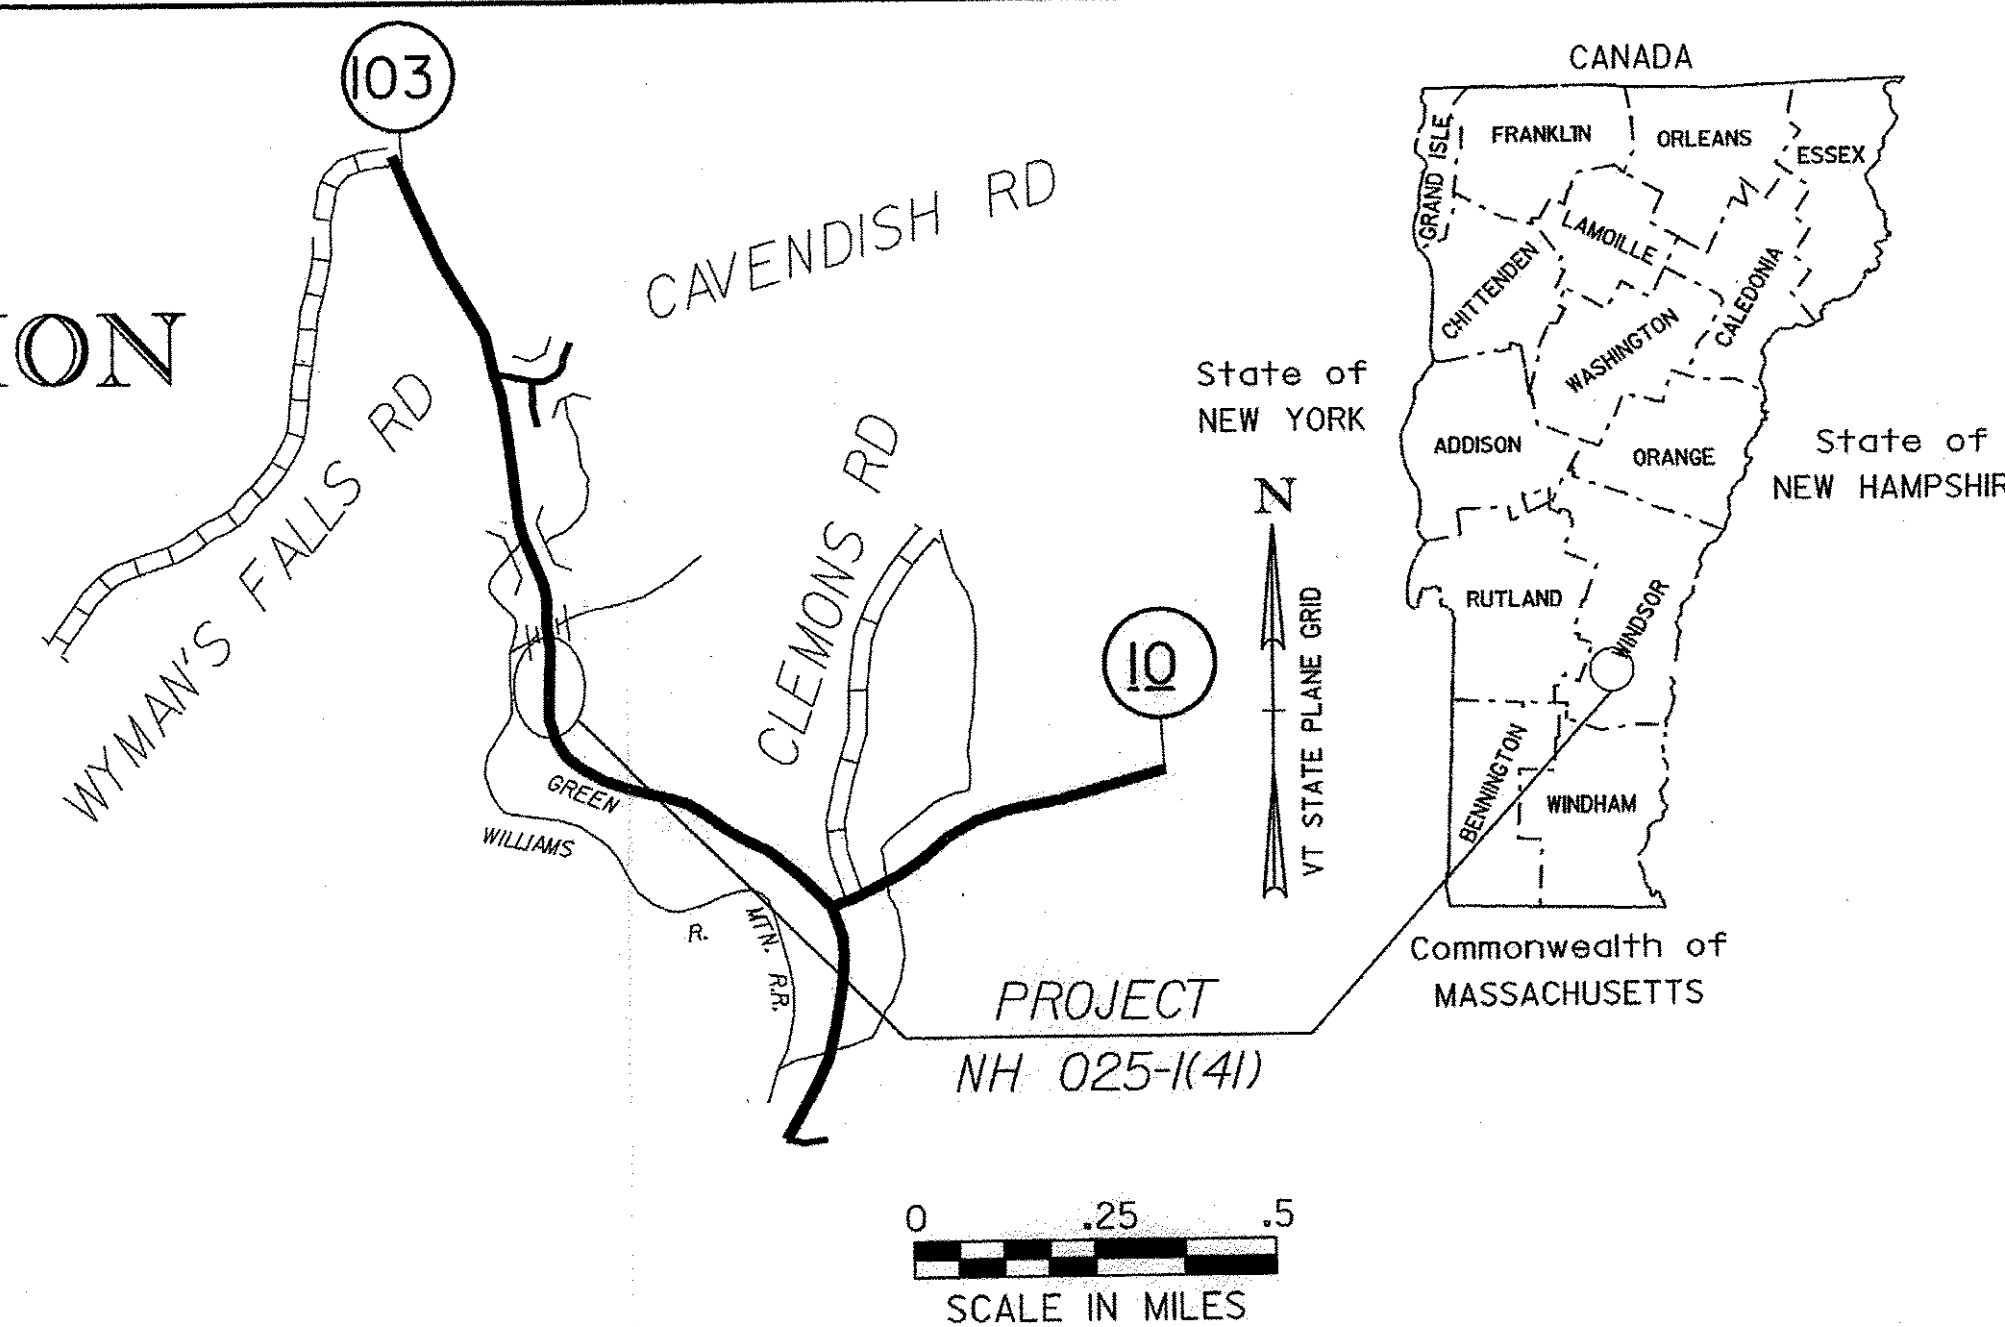 103
ION
WYMAN'S FALLS RD
CAVENDISH RD
CLEMONS RD
10
GREEN
MTN. R.R.
WILLIAMS
R.
PROJECT
NH 025-1(41)
0 .25 .5
SCALE IN MILES
N
VT STATE PLANE GRID
CANADA
State of
NEW YORK
State of
NEW HAMPSHIR
Commonwealth of
MASSACHUSETTS
GRAND ISLE
FRANKLIN
ORLEANS
ESSEX
LAMOILLE
CHITTENDEN
CALEDONIA
WASHINGTON
ADDISON
ORANGE
RUTLAND
WINDSOR
BENNINGTON
WINDHAM